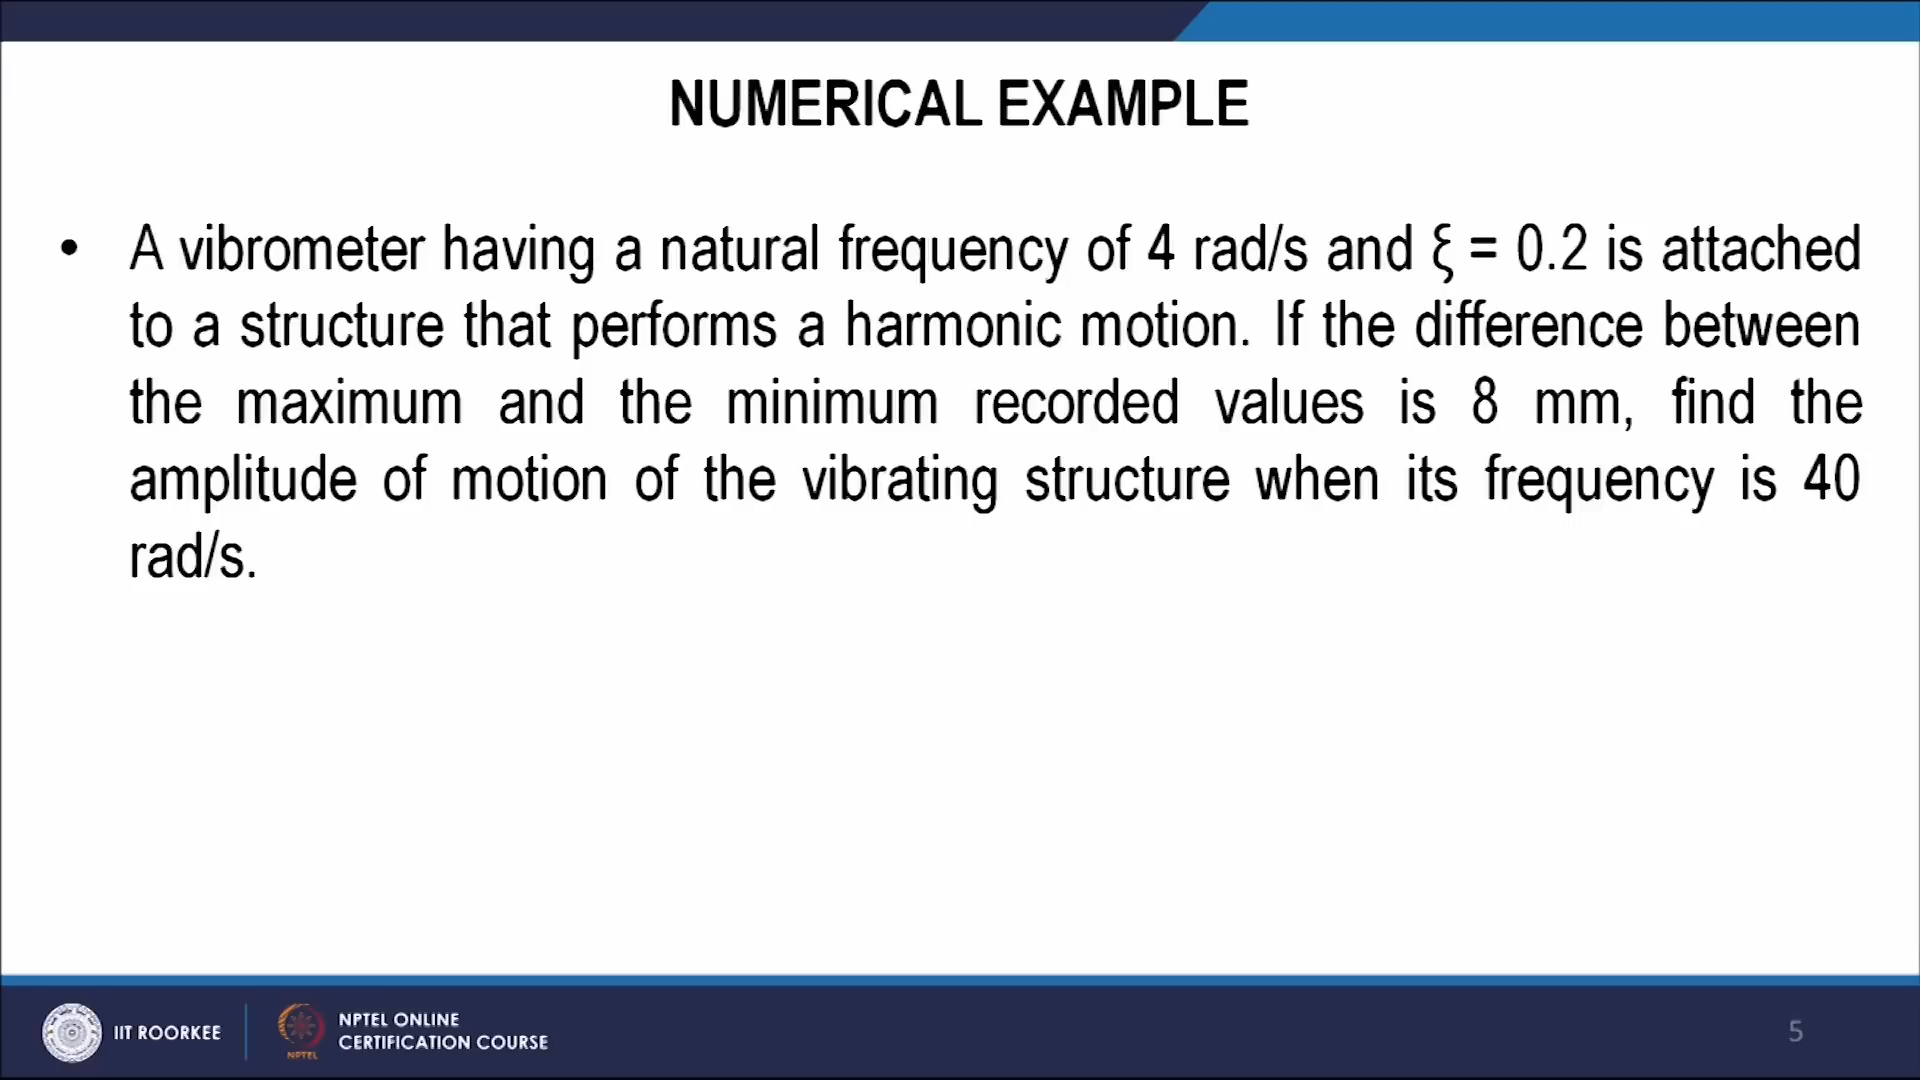 NUMERICAL EXAMPLE
• A vibrometer having a natural frequency of 4 rad/s and ξ = 0.2 is attached
to a structure that performs a harmonic motion. If the difference between
the maximum and the minimum recorded values is 8 mm, find the
amplitude of motion of the vibrating structure when its frequency is 40
rad/s.
IIT ROORKEE
NPTEL
NPTEL ONLINE
CERTIFICATION COURSE
5